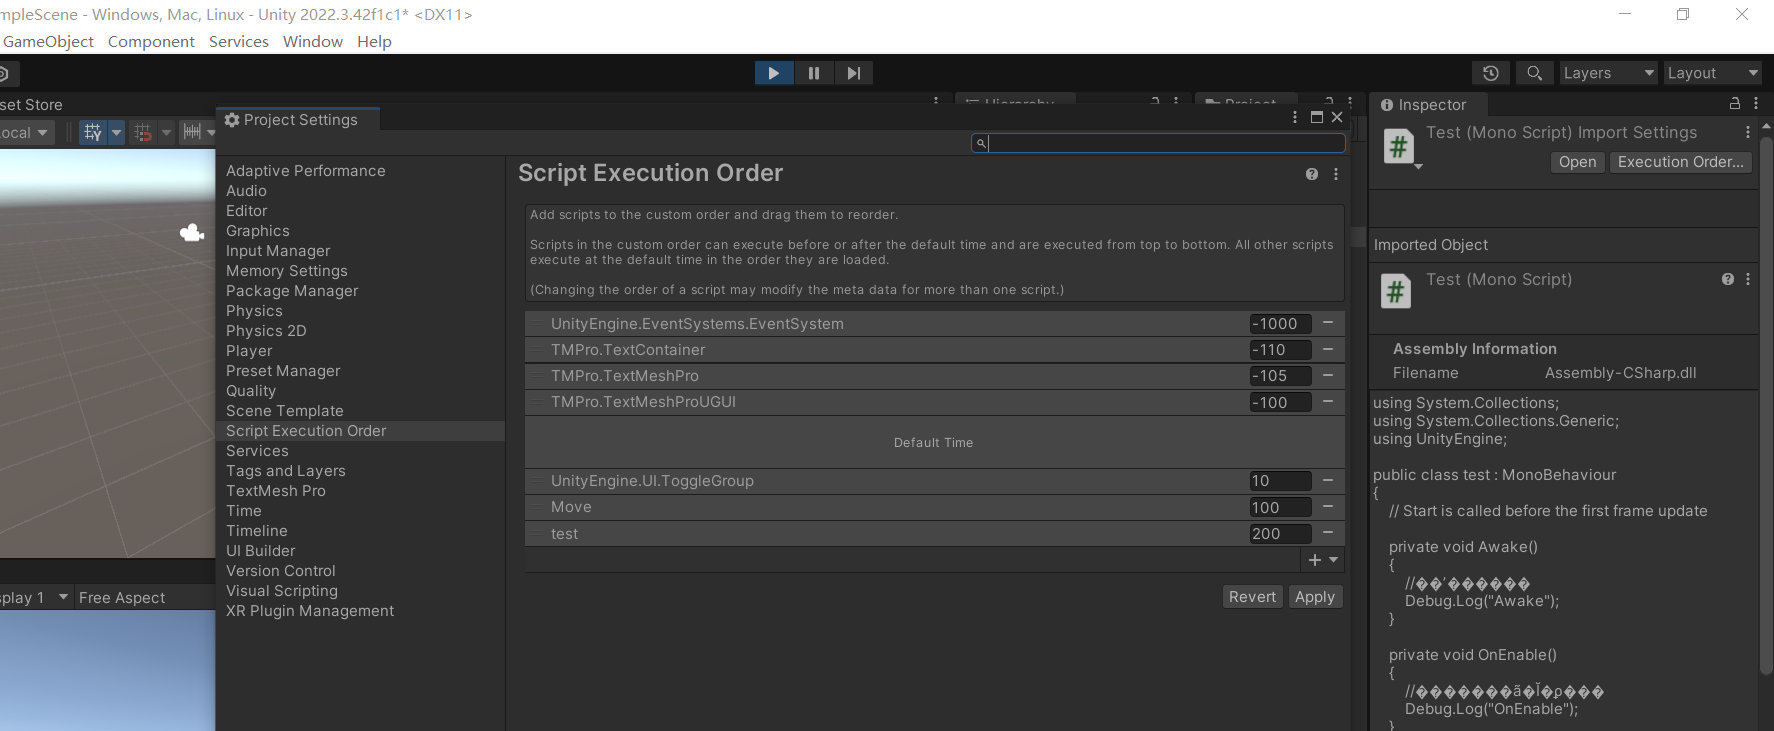 mpleScene - Windows, Mac, Linux - Unity 2022.3.42f1c1* <DX11>
GameObject Component Services Window Help
Layers Layout
set Store
Hierarchy Project
Inspector
ocal
Project Settings
Test (Mono Script) Import Settings
Open Execution Order...
Adaptive Performance
Audio
Editor
Graphics
Input Manager
Memory Settings
Package Manager
Physics
Physics 2D
Player
Preset Manager
Quality
Scene Template
Script Execution Order
Services
Tags and Layers
TextMesh Pro
Time
Timeline
UI Builder
Version Control
Visual Scripting
XR Plugin Management
Script Execution Order
Add scripts to the custom order and drag them to reorder.
Scripts in the custom order can execute before or after the default time and are executed from top to bottom. All other scripts
execute at the default time in the order they are loaded.
(Changing the order of a script may modify the meta data for more than one script.)
UnityEngine.EventSystems.EventSystem -1000
TMPro.TextContainer -110
TMPro.TextMeshPro -105
TMPro.TextMeshProUGUI -100
Default Time
UnityEngine.UI.ToggleGroup 10
Move 100
test 200
Revert Apply
splay 1 Free Aspect
Imported Object
Test (Mono Script)
Assembly Information
Filename Assembly-CSharp.dll
using System.Collections;
using System.Collections.Generic;
using UnityEngine;
public class test : MonoBehaviour
{
// Start is called before the first frame update
private void Awake()
{
//��ʼ������
Debug.Log("Awake");
}
private void OnEnable()
{
Debug.Log("OnEnable");
}